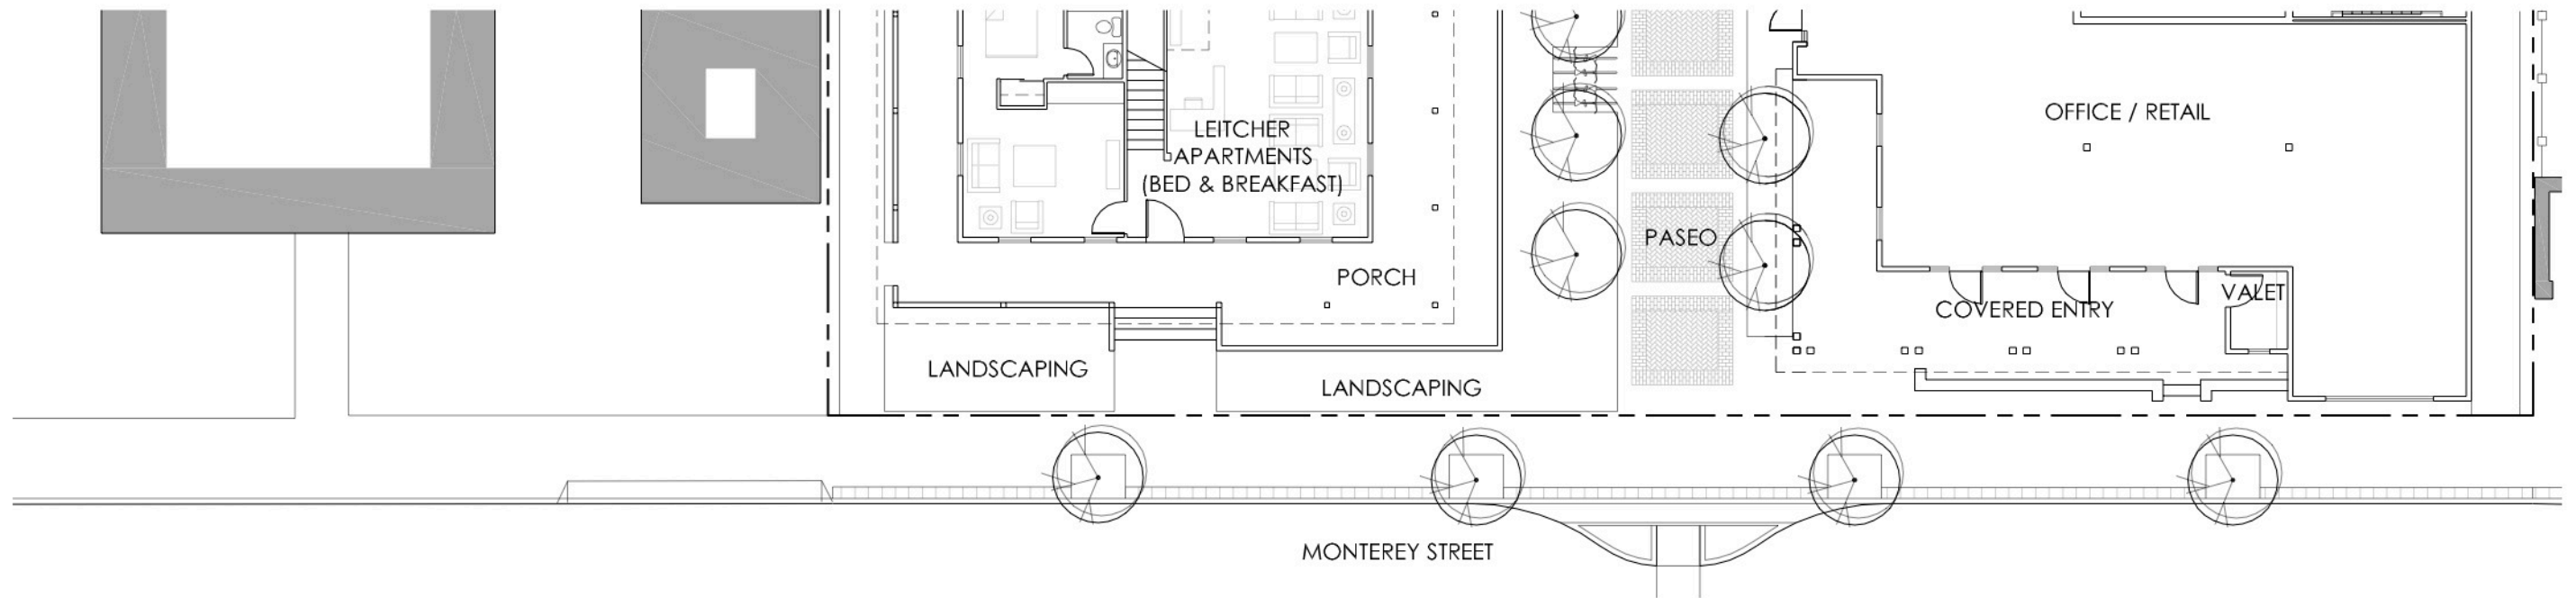 OFFICE / RETAIL
LEITCHER
APARTMENTS
(BED & BREAKFAST)
PASEO
PORCH
VALET
COVERED ENTRY
LANDSCAPING
LANDSCAPING
MONTEREY STREET